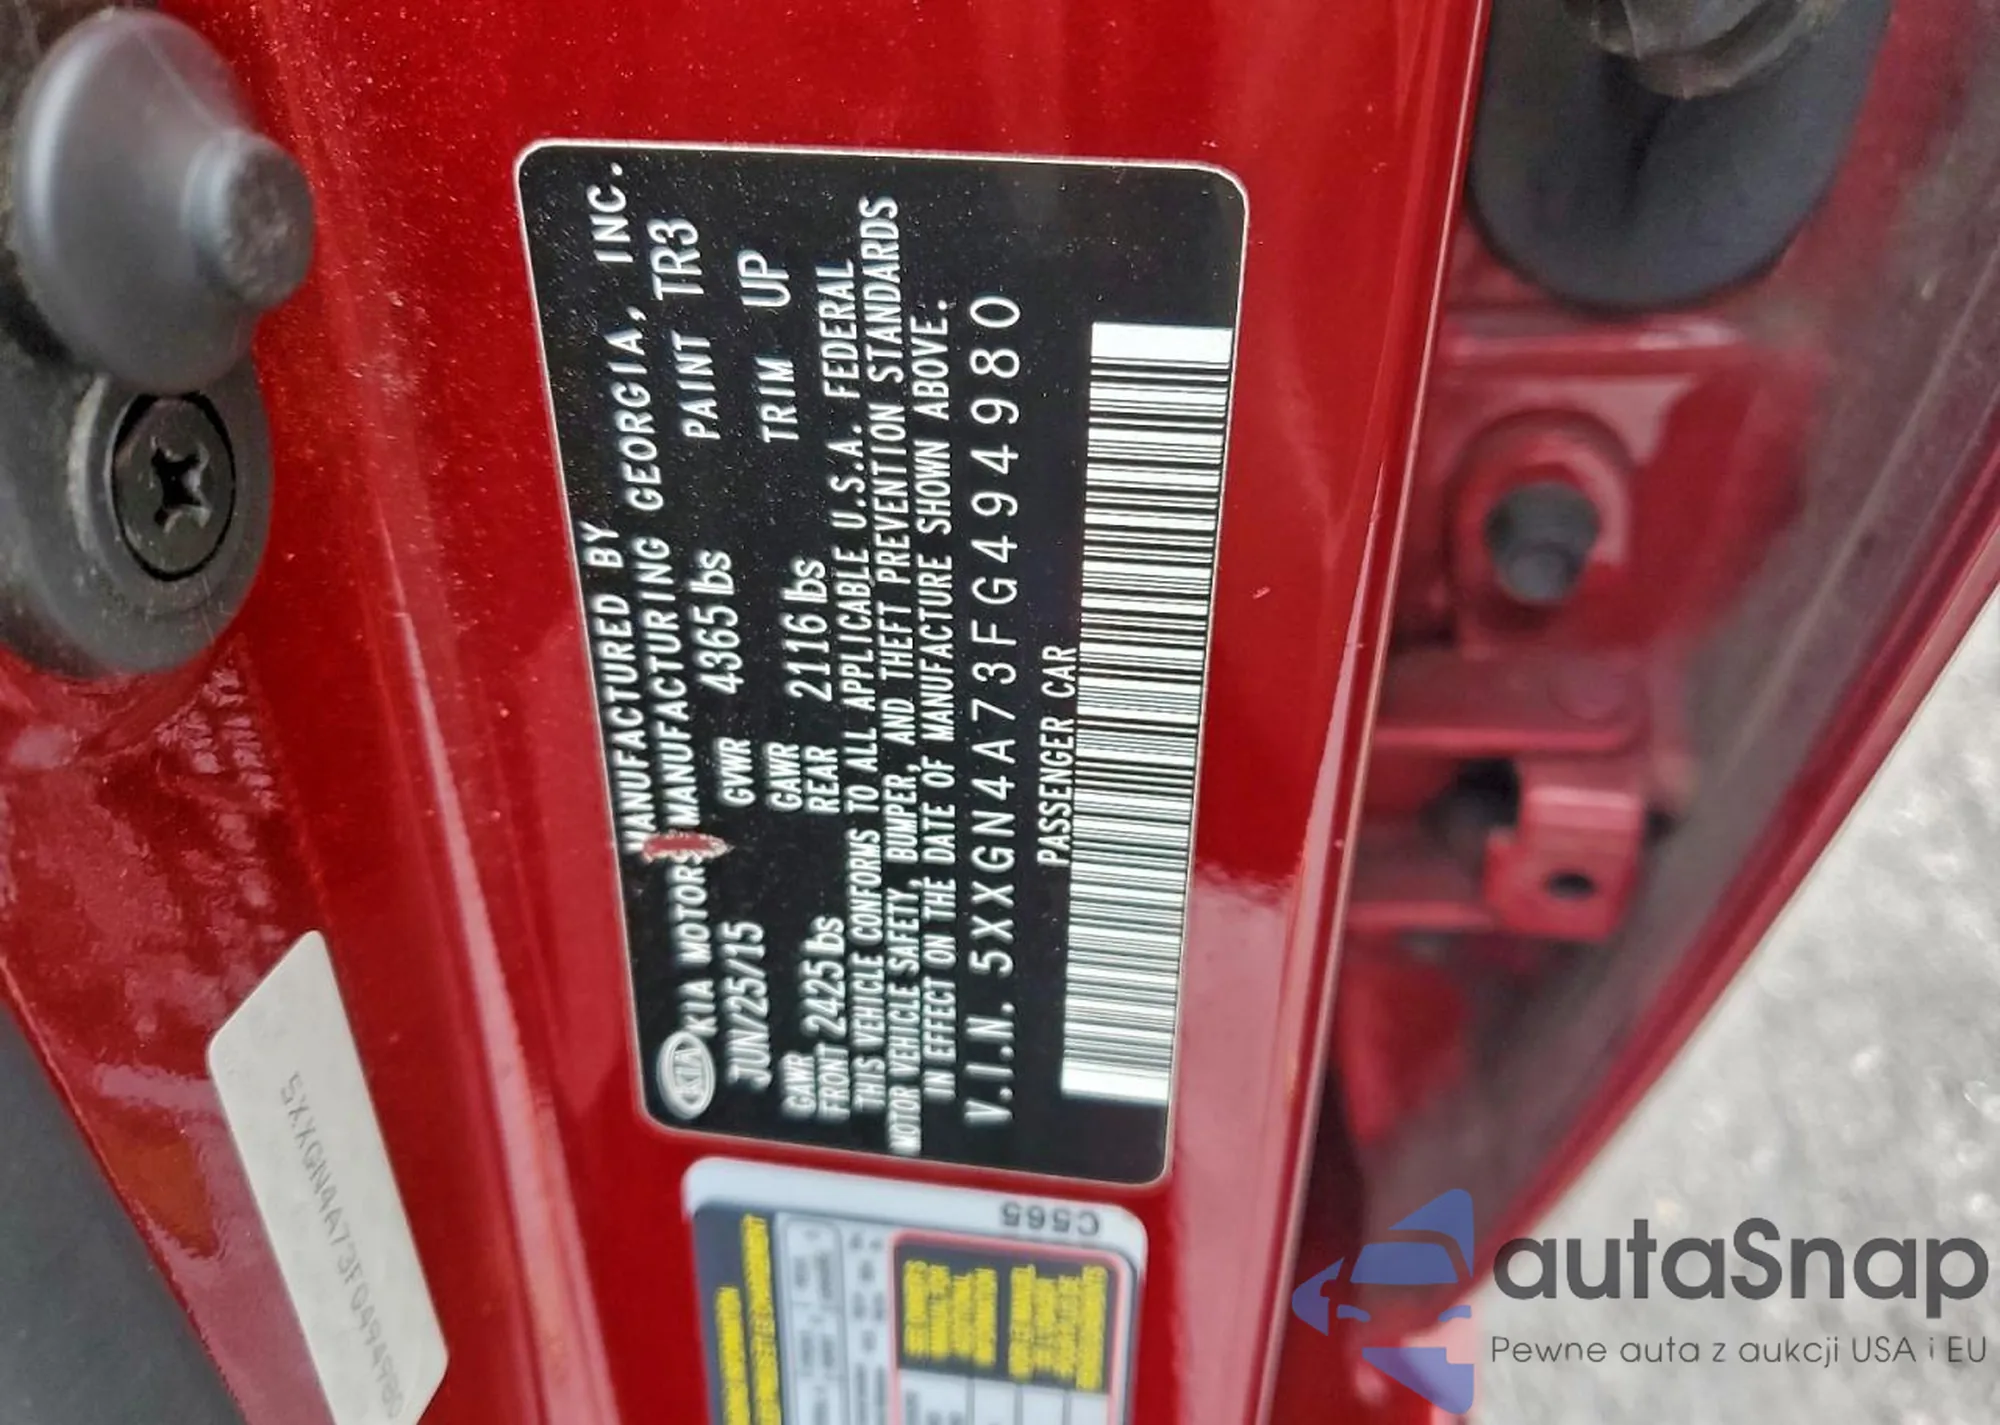 MANUFACTURED BY
KIA MOTORS MANUFACTURING GEORGIA, INC.
JUN/25/15 GVWR 4365 lbs PAINT TR3
GAWR FRONT 2425 lbs GAWR REAR 2116 lbs TRIM UP
THIS VEHICLE CONFORMS TO ALL APPLICABLE U.S.A. FEDERAL
MOTOR VEHICLE SAFETY, BUMPER, AND THEFT PREVENTION STANDARDS
IN EFFECT ON THE DATE OF MANUFACTURE SHOWN ABOVE.
V.I.N. 5XXGN4A73FG494980
PASSENGER CAR
KIA
5XXGN4A73FG494980
C565
autaSnap
Pewne auta z aukcji USA i EU